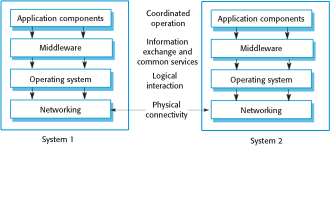 Application components
Middleware
Operating system
Networking
System 1
Coordinated
operation
Information
exchange and
common services
Logical
interaction
Physical
connectivity
Application components
Middleware
Operating system
Networking
System 2